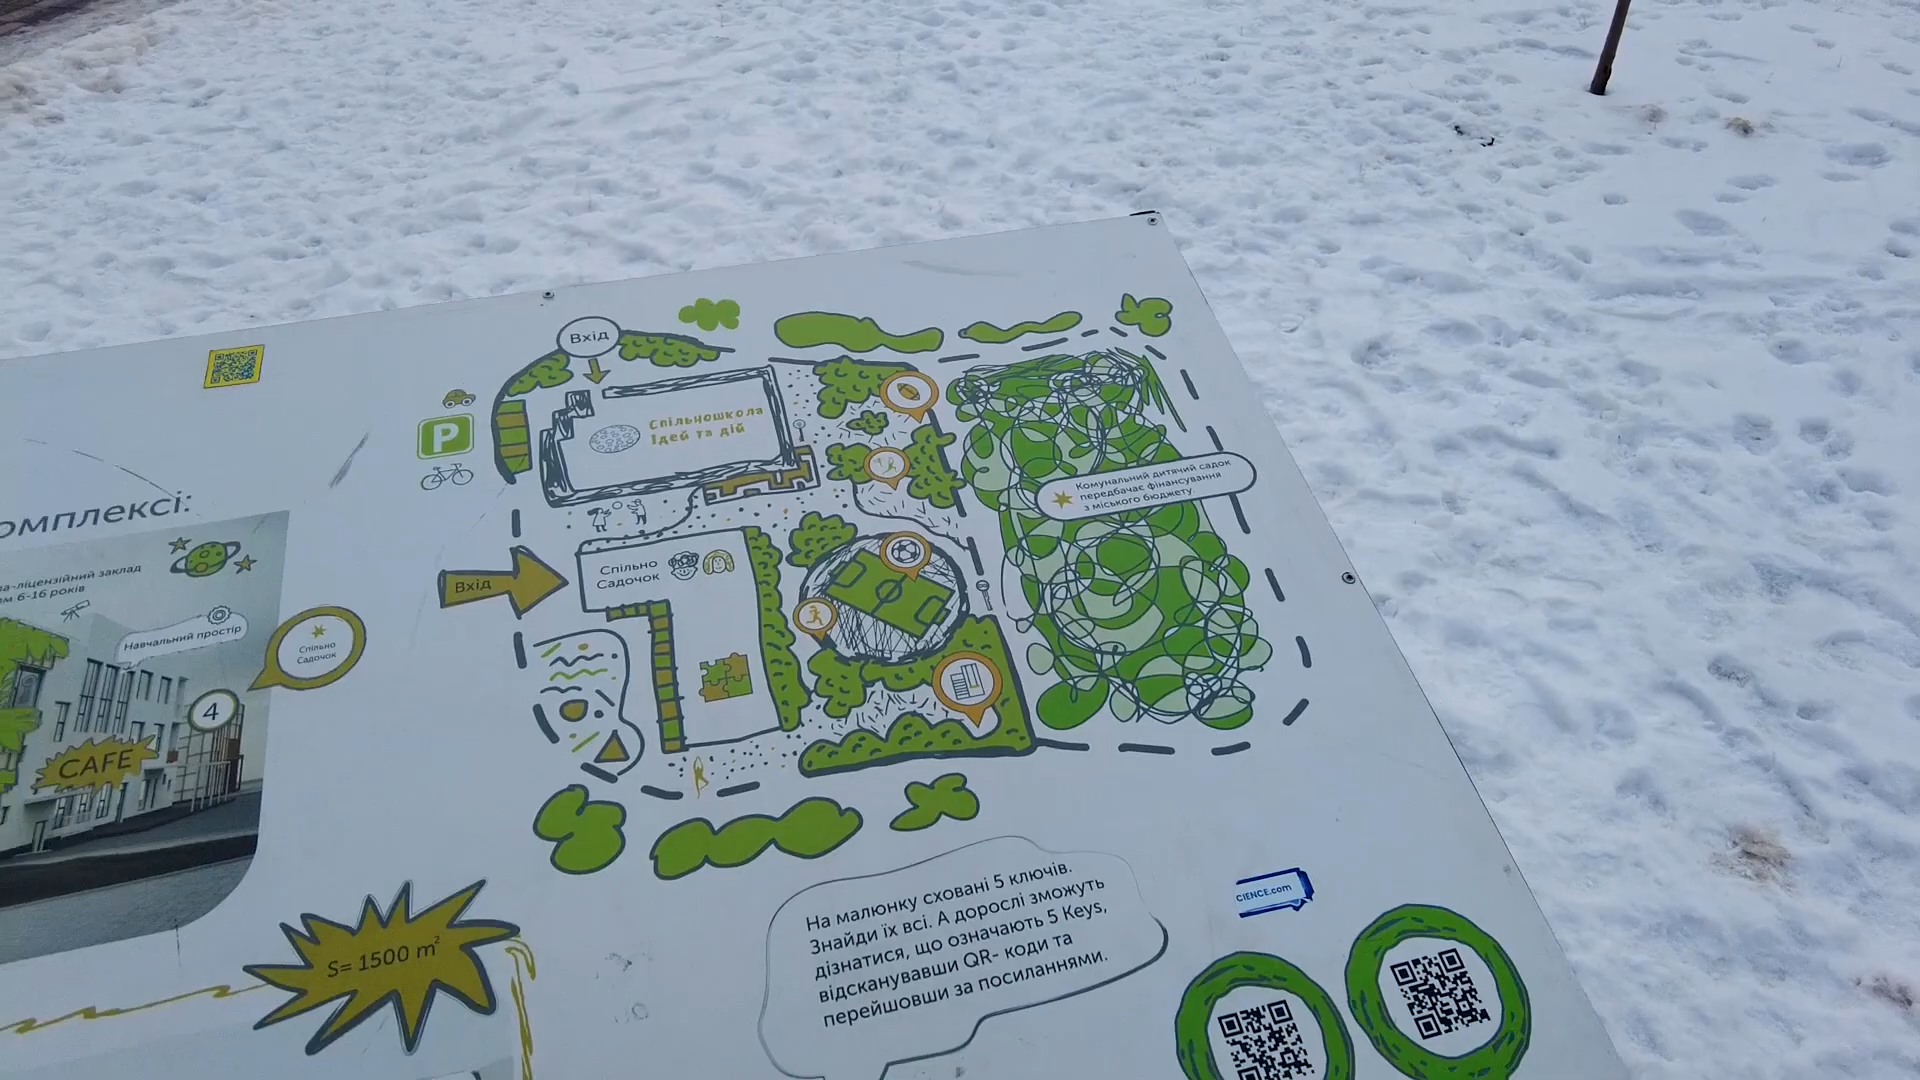 Вхід
P
Спільношкола
Ідей та дій
Комунальний дитячий садок
передбачає фінансування
з міського бюджету
Вхід
Спільно
Садочок
омплексі:
а-ліцензійний заклад
м 6-16 років
Навчальний простір
Спільно
Садочок
4
CAFE
S= 1500 m²
На малюнку сховані 5 ключів.
Знайди їх всі. А дорослі зможуть
дізнатися, що означають 5 Keys,
відсканувавши QR- коди та
перейшовши за посиланнями.
CIENCE.com